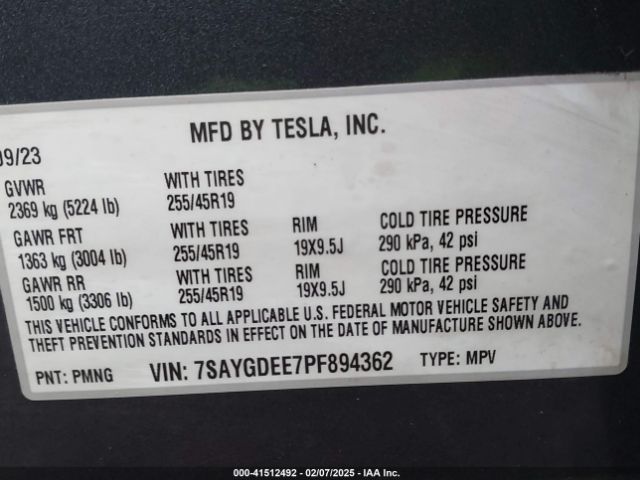 MFD BY TESLA, INC.
09/23
GVWR WITH TIRES
2369 kg (5224 lb) 255/45R19
GAWR FRT WITH TIRES RIM COLD TIRE PRESSURE
1363 kg (3004 lb) 255/45R19 19X9.5J 290 kPa, 42 psi
GAWR RR WITH TIRES RIM COLD TIRE PRESSURE
1500 kg (3306 lb) 255/45R19 19X9.5J 290 kPa, 42 psi
THIS VEHICLE CONFORMS TO ALL APPLICABLE U.S. FEDERAL MOTOR VEHICLE SAFETY AND
THEFT PREVENTION STANDARDS IN EFFECT ON THE DATE OF MANUFACTURE SHOWN ABOVE.
PNT: PMNG VIN: 7SAYGDEE7PF894362 TYPE: MPV
000-41512492 - 02/07/2025 - IAA Inc.